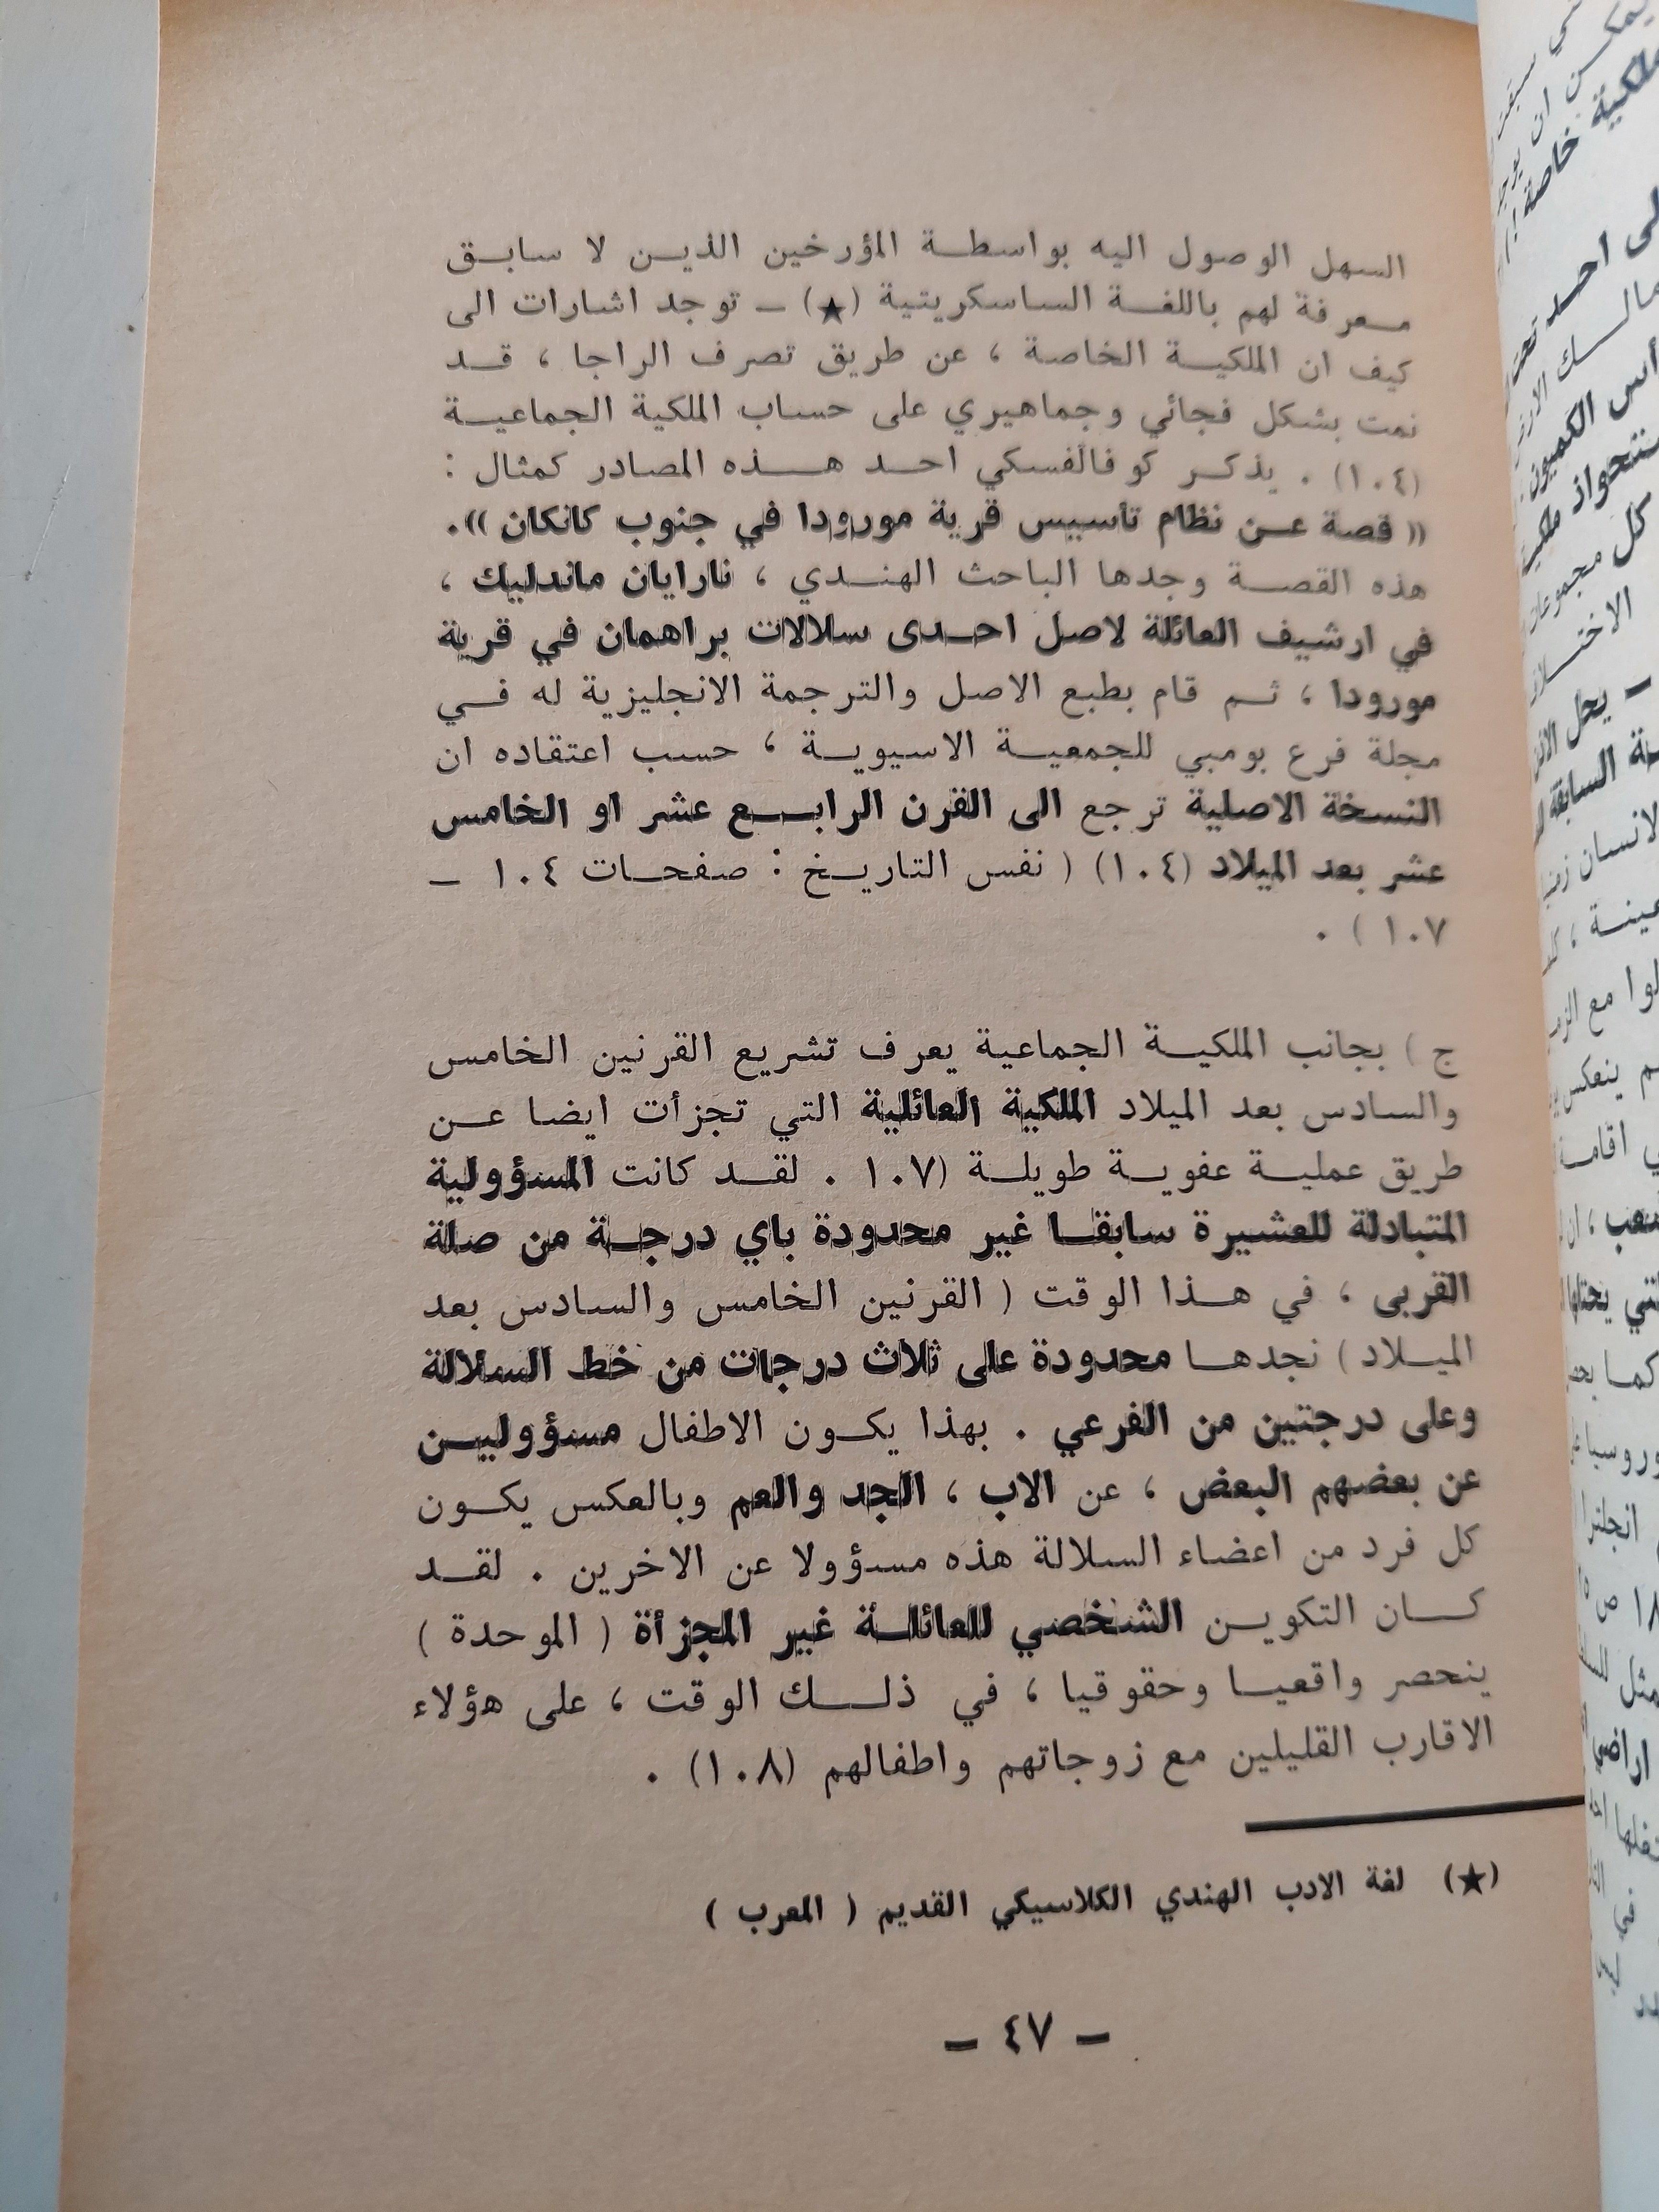 السهل الوصول اليه بواسطة المؤرخين الذين لا سابق
معرفة لهم باللغة الساسكريتية (★) ــ توجد اشارات الى
كيف ان الملكية الخاصة ، عن طريق تصرف الراجا ، قد
نمت بشكل فجائي وجماهيري على حساب الملكية الجماعية
(١٠٤) . يذكر كوفالفسكي احد هذه المصادر كمثال :
« قصة عن نظام تأسيس قرية مورودا في جنوب كانكان » .
هذه القصة وجدها الباحث الهندي ، نارايان ماندليك ،
في ارشيف العائلة لاصل احدى سلالات براهمان في قرية
مورودا ، ثم قام بطبع الاصل والترجمة الانجليزية له في
مجلة فرع بومبي للجمعية الاسيوية ، حسب اعتقاده ان
النسخة الاصلية ترجع الى القرن الرابع عشر او الخامس
عشر بعد الميلاد (١٠٤) ( نفس التاريخ : صفحات ١٠٤ ــ
١٠٧ ) .
ج ) بجانب الملكية الجماعية يعرف تشريع القرنين الخامس
والسادس بعد الميلاد الملكية العائلية التي تجزأت ايضا عن
طريق عملية عفوية طويلة (١٠٧ . لقد كانت المسؤولية
المتبادلة للعشيرة سابقا غير محدودة باي درجة من صلة
القربى ، في هذا الوقت ( القرنين الخامس والسادس بعد
الميلاد ) نجدها محدودة على ثلاث درجات من خط السلالة
وعلى درجتين من الفرعي . بهذا يكون الاطفال مسؤوليين
عن بعضهم البعض ، عن الاب ، الجد والعم وبالعكس يكون
كل فرد من اعضاء السلالة هذه مسؤولا عن الاخرين . لقد
كان التكوين الشخصي للعائلة غير المجزأة ( الموحدة )
ينحصر واقعيا وحقوقيا ، في ذلك الوقت ، على هؤلاء
الاقارب القليلين مع زوجاتهم واطفالهم (١٠٨) .
(★) لغة الادب الهندي الكلاسيكي القديم ( المعرب )
ــ ٤٧ ــ